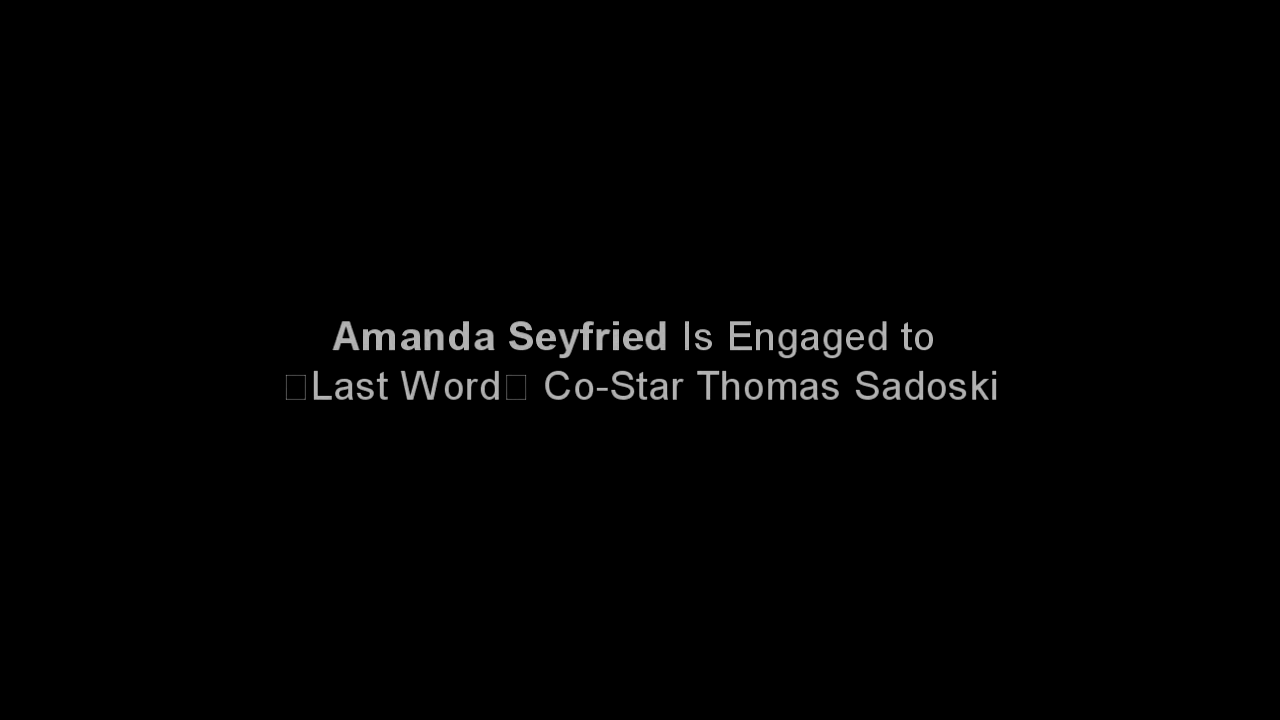 Amanda Seyfried Is Engaged to
□Last Word□ Co-Star Thomas Sadoski